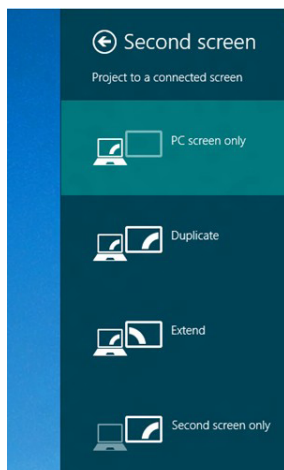 Second screen
Project to a connected screen
PC screen only
Duplicate
Extend
Second screen only